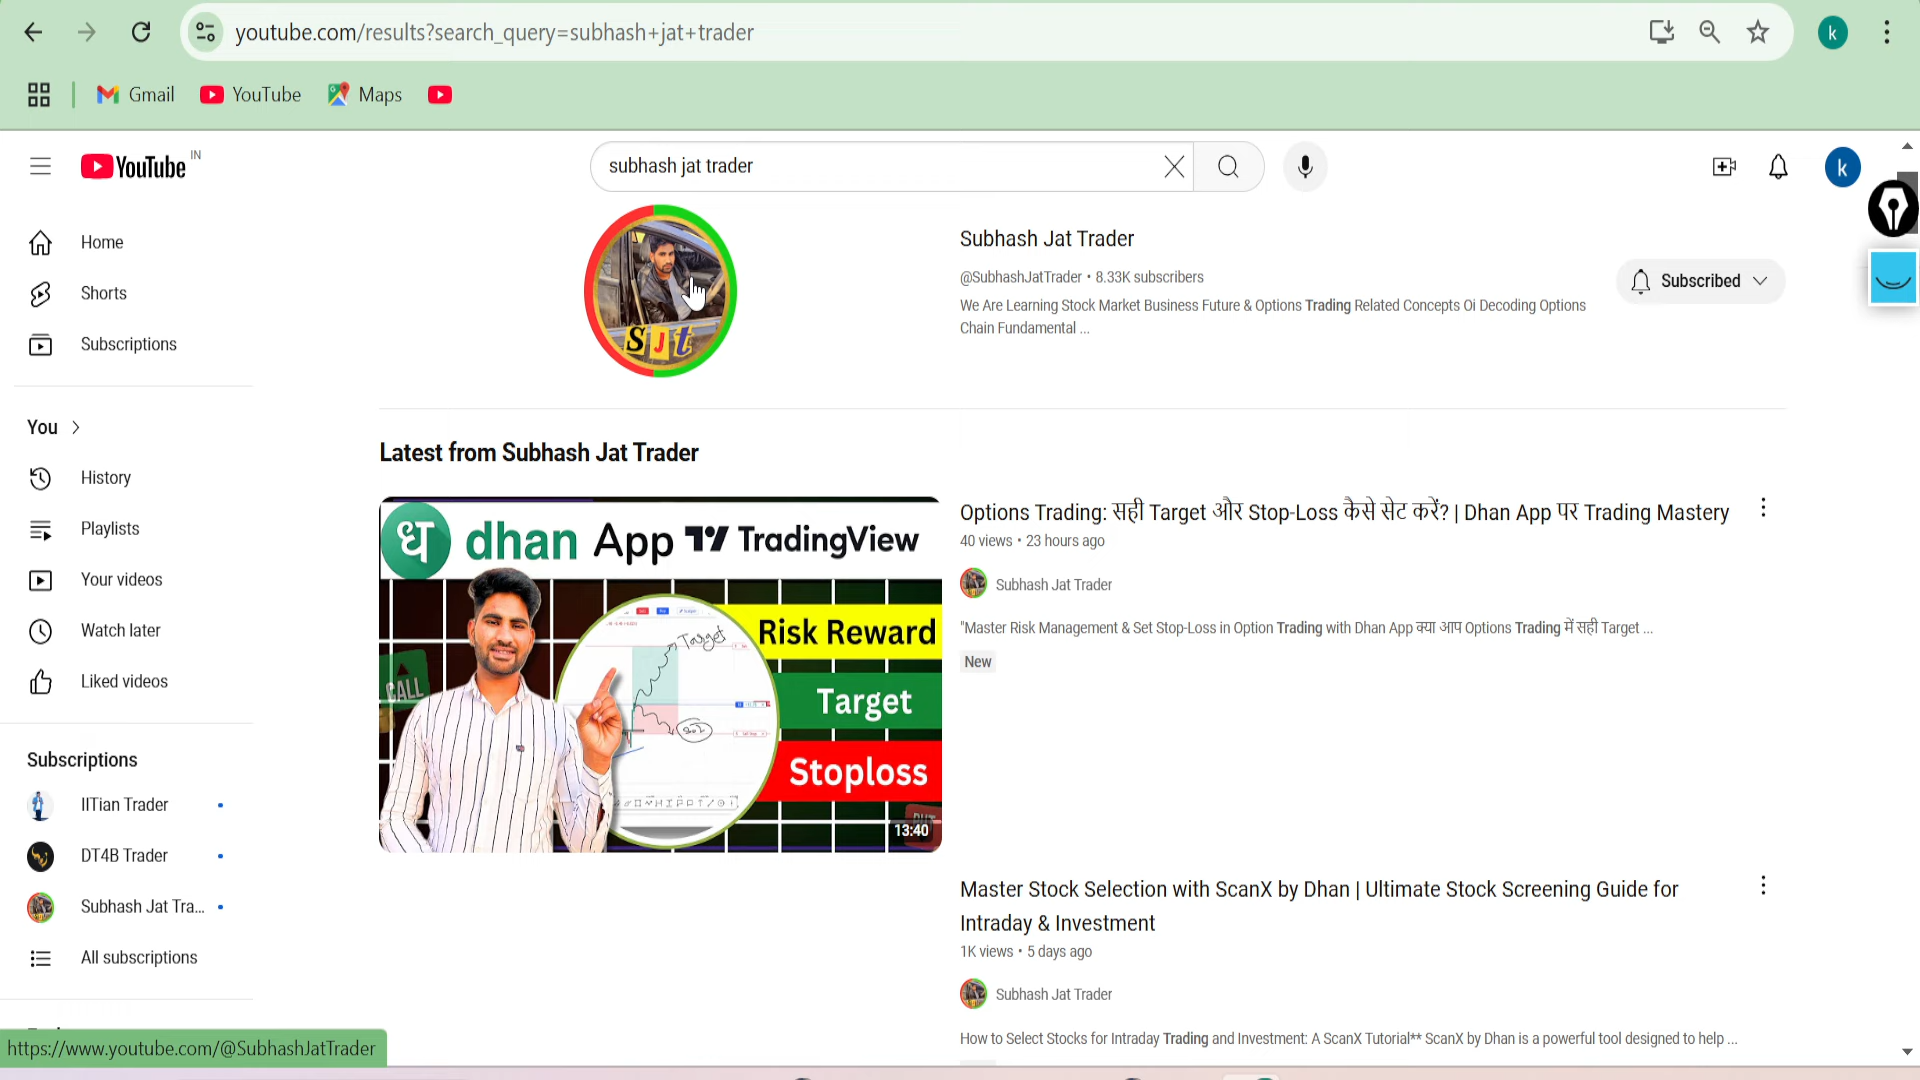 youtube.com/results?search_query=subhash+jat+trader
k
Gmail
YouTube
Maps
YouTube IN
subhash jat trader
k
Home
Shorts
Subscriptions
You
History
Playlists
Your videos
Watch later
Liked videos
Subscriptions
IITian Trader
DT4B Trader
Subhash Jat Tra...
All subscriptions
https://www.youtube.com/@SubhashJatTrader
SJt
Subhash Jat Trader
@SubhashJatTrader • 8.33K subscribers
We Are Learning Stock Market Business Future & Options Trading Related Concepts Oi Decoding Options
Chain Fundamental ...
Subscribed
Latest from Subhash Jat Trader
ध dhan App TradingView
CALL
Target
Risk Reward
Target
Stoploss
13:40
Options Trading: सही Target और Stop-Loss कैसे सेट करें? | Dhan App पर Trading Mastery
40 views • 23 hours ago
Subhash Jat Trader
"Master Risk Management & Set Stop-Loss in Option Trading with Dhan App क्या आप Options Trading में सही Target ...
New
Master Stock Selection with ScanX by Dhan | Ultimate Stock Screening Guide for
Intraday & Investment
1K views • 5 days ago
Subhash Jat Trader
How to Select Stocks for Intraday Trading and Investment: A ScanX Tutorial** ScanX by Dhan is a powerful tool designed to help ...